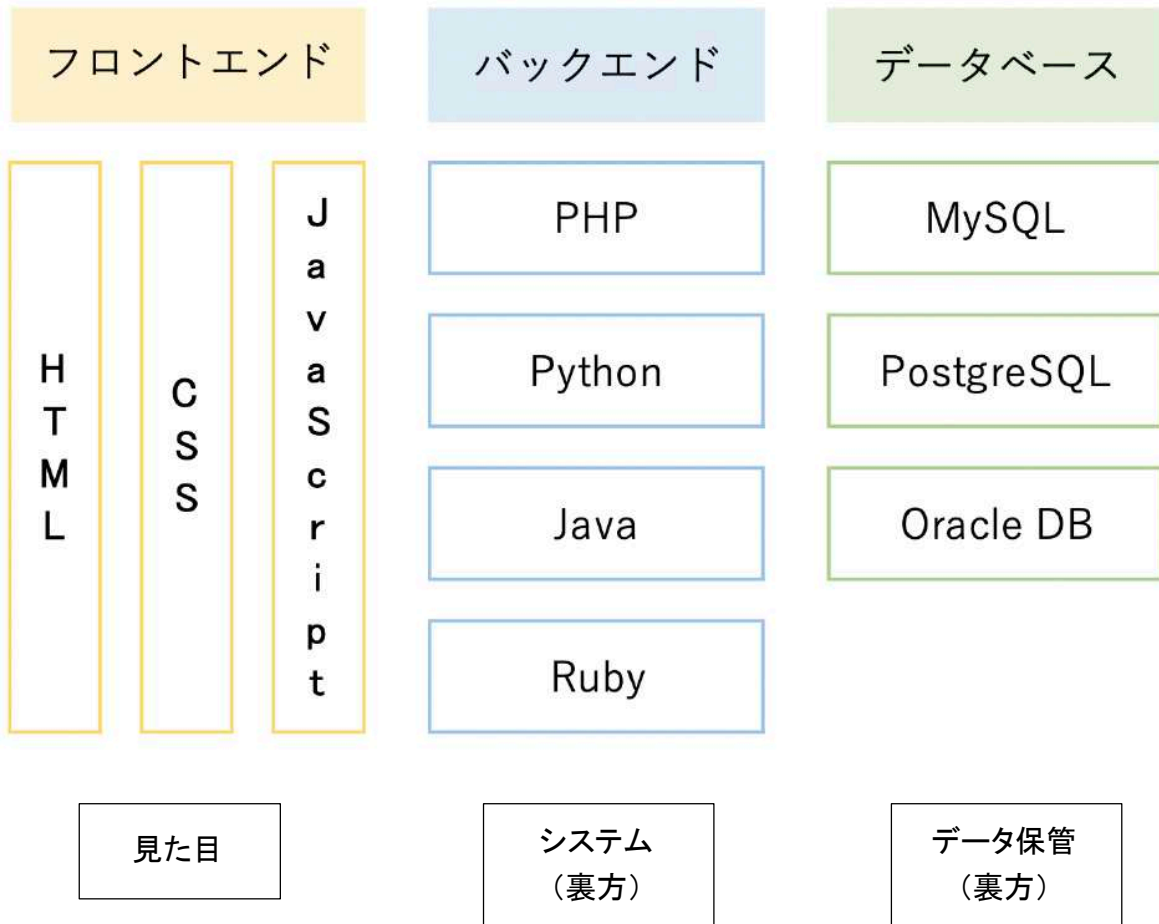 フロントエンド
バックエンド
データベース
HTML
CSS
JavaScript
PHP
Python
Java
Ruby
MySQL
PostgreSQL
Oracle DB
見た目
システム
（裏方）
データ保管
（裏方）